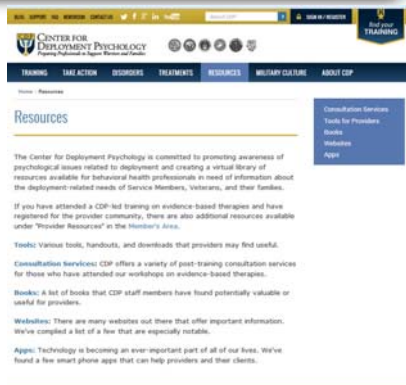 BLOG SUPPORT FAQ NEWSROOM CONTACT US
Search CDP
SIGN IN / REGISTER
find your
TRAINING
CENTER FOR
DEPLOYMENT PSYCHOLOGY
Preparing Professionals to Support Warriors and Families
TRAINING TAKE ACTION DISORDERS TREATMENTS RESOURCES MILITARY CULTURE ABOUT CDP
Home / Resources
Resources
Consultation Services
Tools for Providers
Books
Websites
Apps
The Center for Deployment Psychology is committed to promoting awareness of
psychological issues related to deployment and creating a virtual library of
resources available for behavioral health professionals in need of information about
the deployment-related needs of Service Members, Veterans, and their families.
If you have attended a CDP-led training on evidence-based therapies and have
registered for the provider community, there are also additional resources available
under "Provider Resources" in the Member's Area.
Tools: Various tools, handouts, and downloads that providers may find useful.
Consultation Services: CDP offers a variety of post-training consultation services
for those who have attended our workshops on evidence-based therapies.
Books: A list of books that CDP staff members have found potentially valuable or
useful for providers.
Websites: There are many websites out there that offer important information.
We've compiled a list of a few that are especially notable.
Apps: Technology is becoming an ever-important part of all of our lives. We've
found a few smart phone apps that can help providers and their clients.